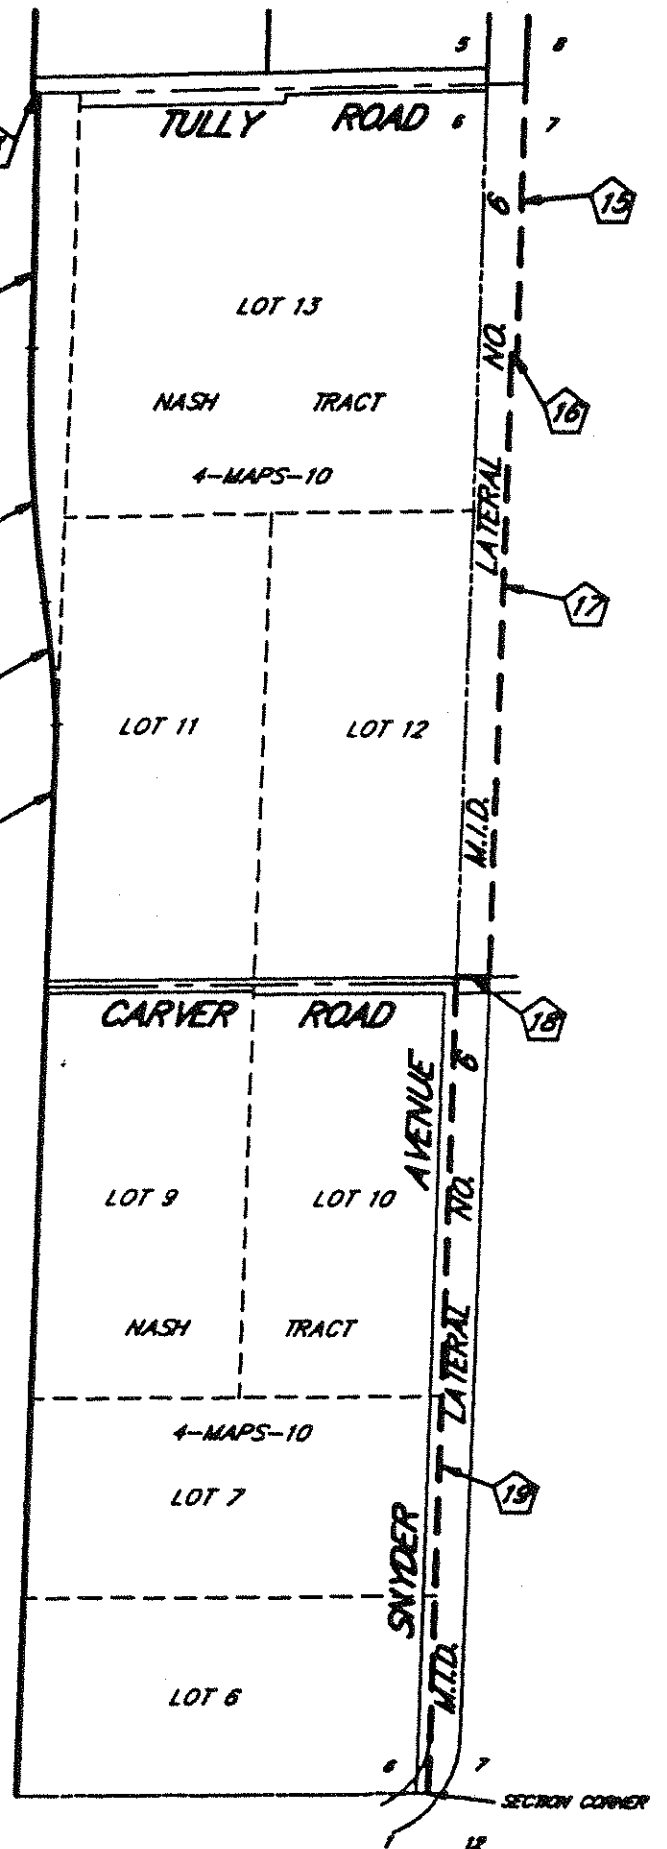 5 8
TULLY ROAD 6 7
6 15
LOT 13
NO.
NASH TRACT 16
4-MAPS-10
LATERAL
17
LOT 11 LOT 12
M.I.D.
CARVER ROAD 18
6
AVENUE
LOT 9 LOT 10 NO.
NASH TRACT LATERAL
4-MAPS-10
LOT 7 19
SNYDER
M.I.D.
LOT 6
6 7
SECTION CORNER
1 12